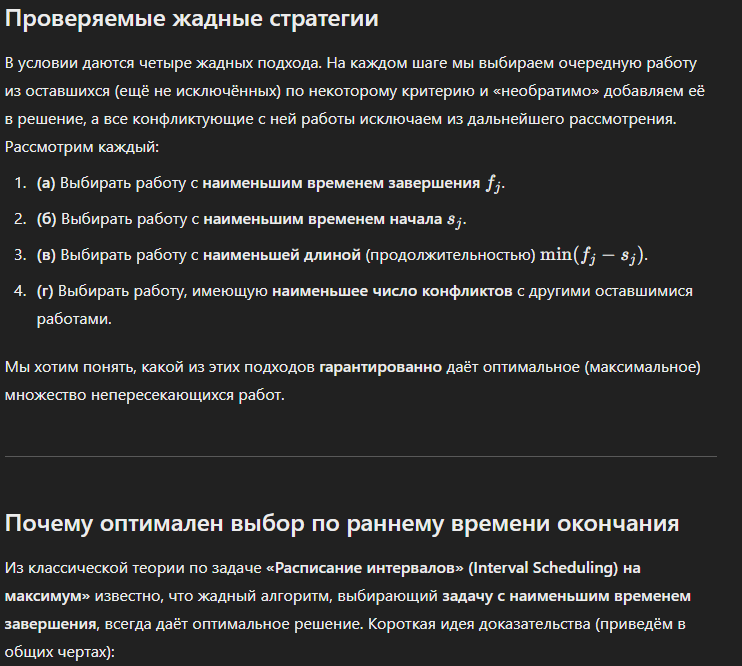 Проверяемые жадные стратегии
В условии даются четыре жадных подхода. На каждом шаге мы выбираем очередную работу
из оставшихся (ещё не исключённых) по некоторому критерию и «необратимо» добавляем её
в решение, а все конфликтующие с ней работы исключаем из дальнейшего рассмотрения.
Рассмотрим каждый:
1. (а) Выбирать работу с наименьшим временем завершения fⱼ.
2. (б) Выбирать работу с наименьшим временем начала sⱼ.
3. (в) Выбирать работу с наименьшей длиной (продолжительностью) min(fⱼ − sⱼ).
4. (г) Выбирать работу, имеющую наименьшее число конфликтов с другими оставшимися
работами.
Мы хотим понять, какой из этих подходов гарантированно даёт оптимальное (максимальное)
множество непересекающихся работ.
Почему оптимален выбор по раннему времени окончания
Из классической теории по задаче «Расписание интервалов» (Interval Scheduling) на
максимум» известно, что жадный алгоритм, выбирающий задачу с наименьшим временем
завершения, всегда даёт оптимальное решение. Короткая идея доказательства (приведём в
общих чертах):